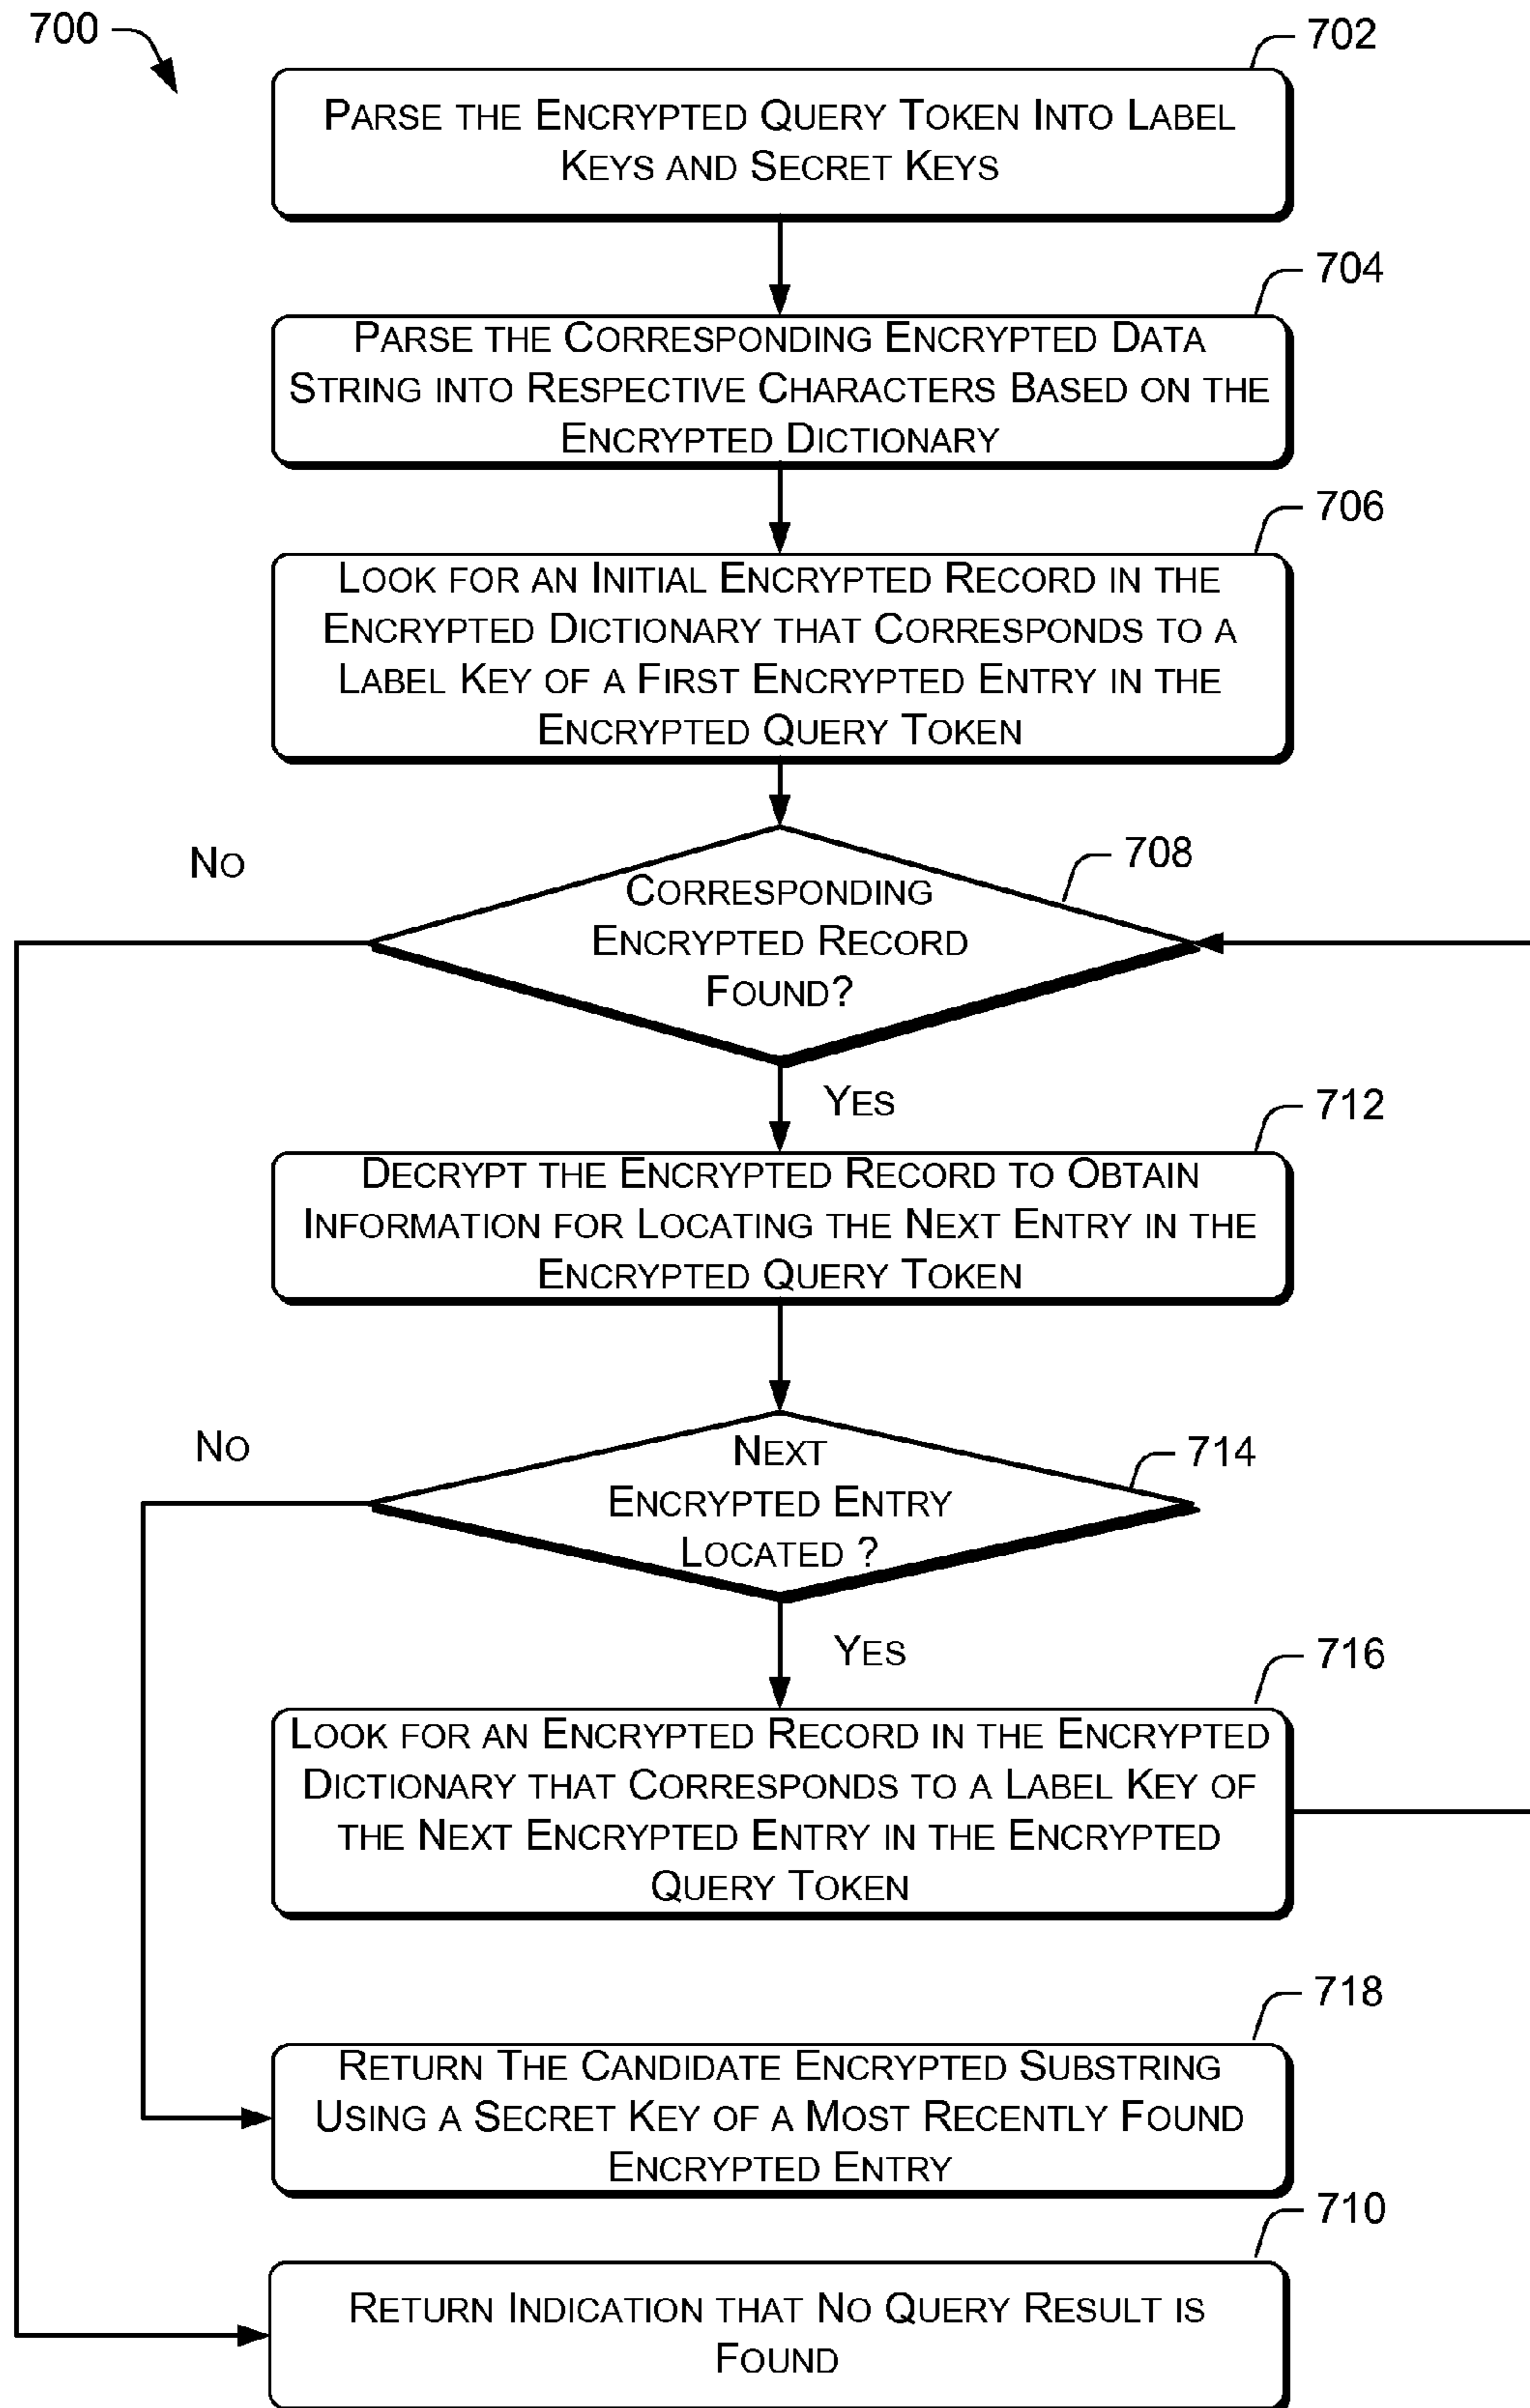 700
702
PARSE THE ENCRYPTED QUERY TOKEN INTO LABEL
KEYS AND SECRET KEYS
704
PARSE THE CORRESPONDING ENCRYPTED DATA
STRING INTO RESPECTIVE CHARACTERS BASED ON THE
ENCRYPTED DICTIONARY
706
LOOK FOR AN INITIAL ENCRYPTED RECORD IN THE
ENCRYPTED DICTIONARY THAT CORRESPONDS TO A
LABEL KEY OF A FIRST ENCRYPTED ENTRY IN THE
ENCRYPTED QUERY TOKEN
NO
708
CORRESPONDING
ENCRYPTED RECORD
FOUND?
YES
712
DECRYPT THE ENCRYPTED RECORD TO OBTAIN
INFORMATION FOR LOCATING THE NEXT ENTRY IN THE
ENCRYPTED QUERY TOKEN
NO
714
NEXT
ENCRYPTED ENTRY
LOCATED ?
YES
716
LOOK FOR AN ENCRYPTED RECORD IN THE ENCRYPTED
DICTIONARY THAT CORRESPONDS TO A LABEL KEY OF
THE NEXT ENCRYPTED ENTRY IN THE ENCRYPTED
QUERY TOKEN
718
RETURN THE CANDIDATE ENCRYPTED SUBSTRING
USING A SECRET KEY OF A MOST RECENTLY FOUND
ENCRYPTED ENTRY
710
RETURN INDICATION THAT NO QUERY RESULT IS
FOUND